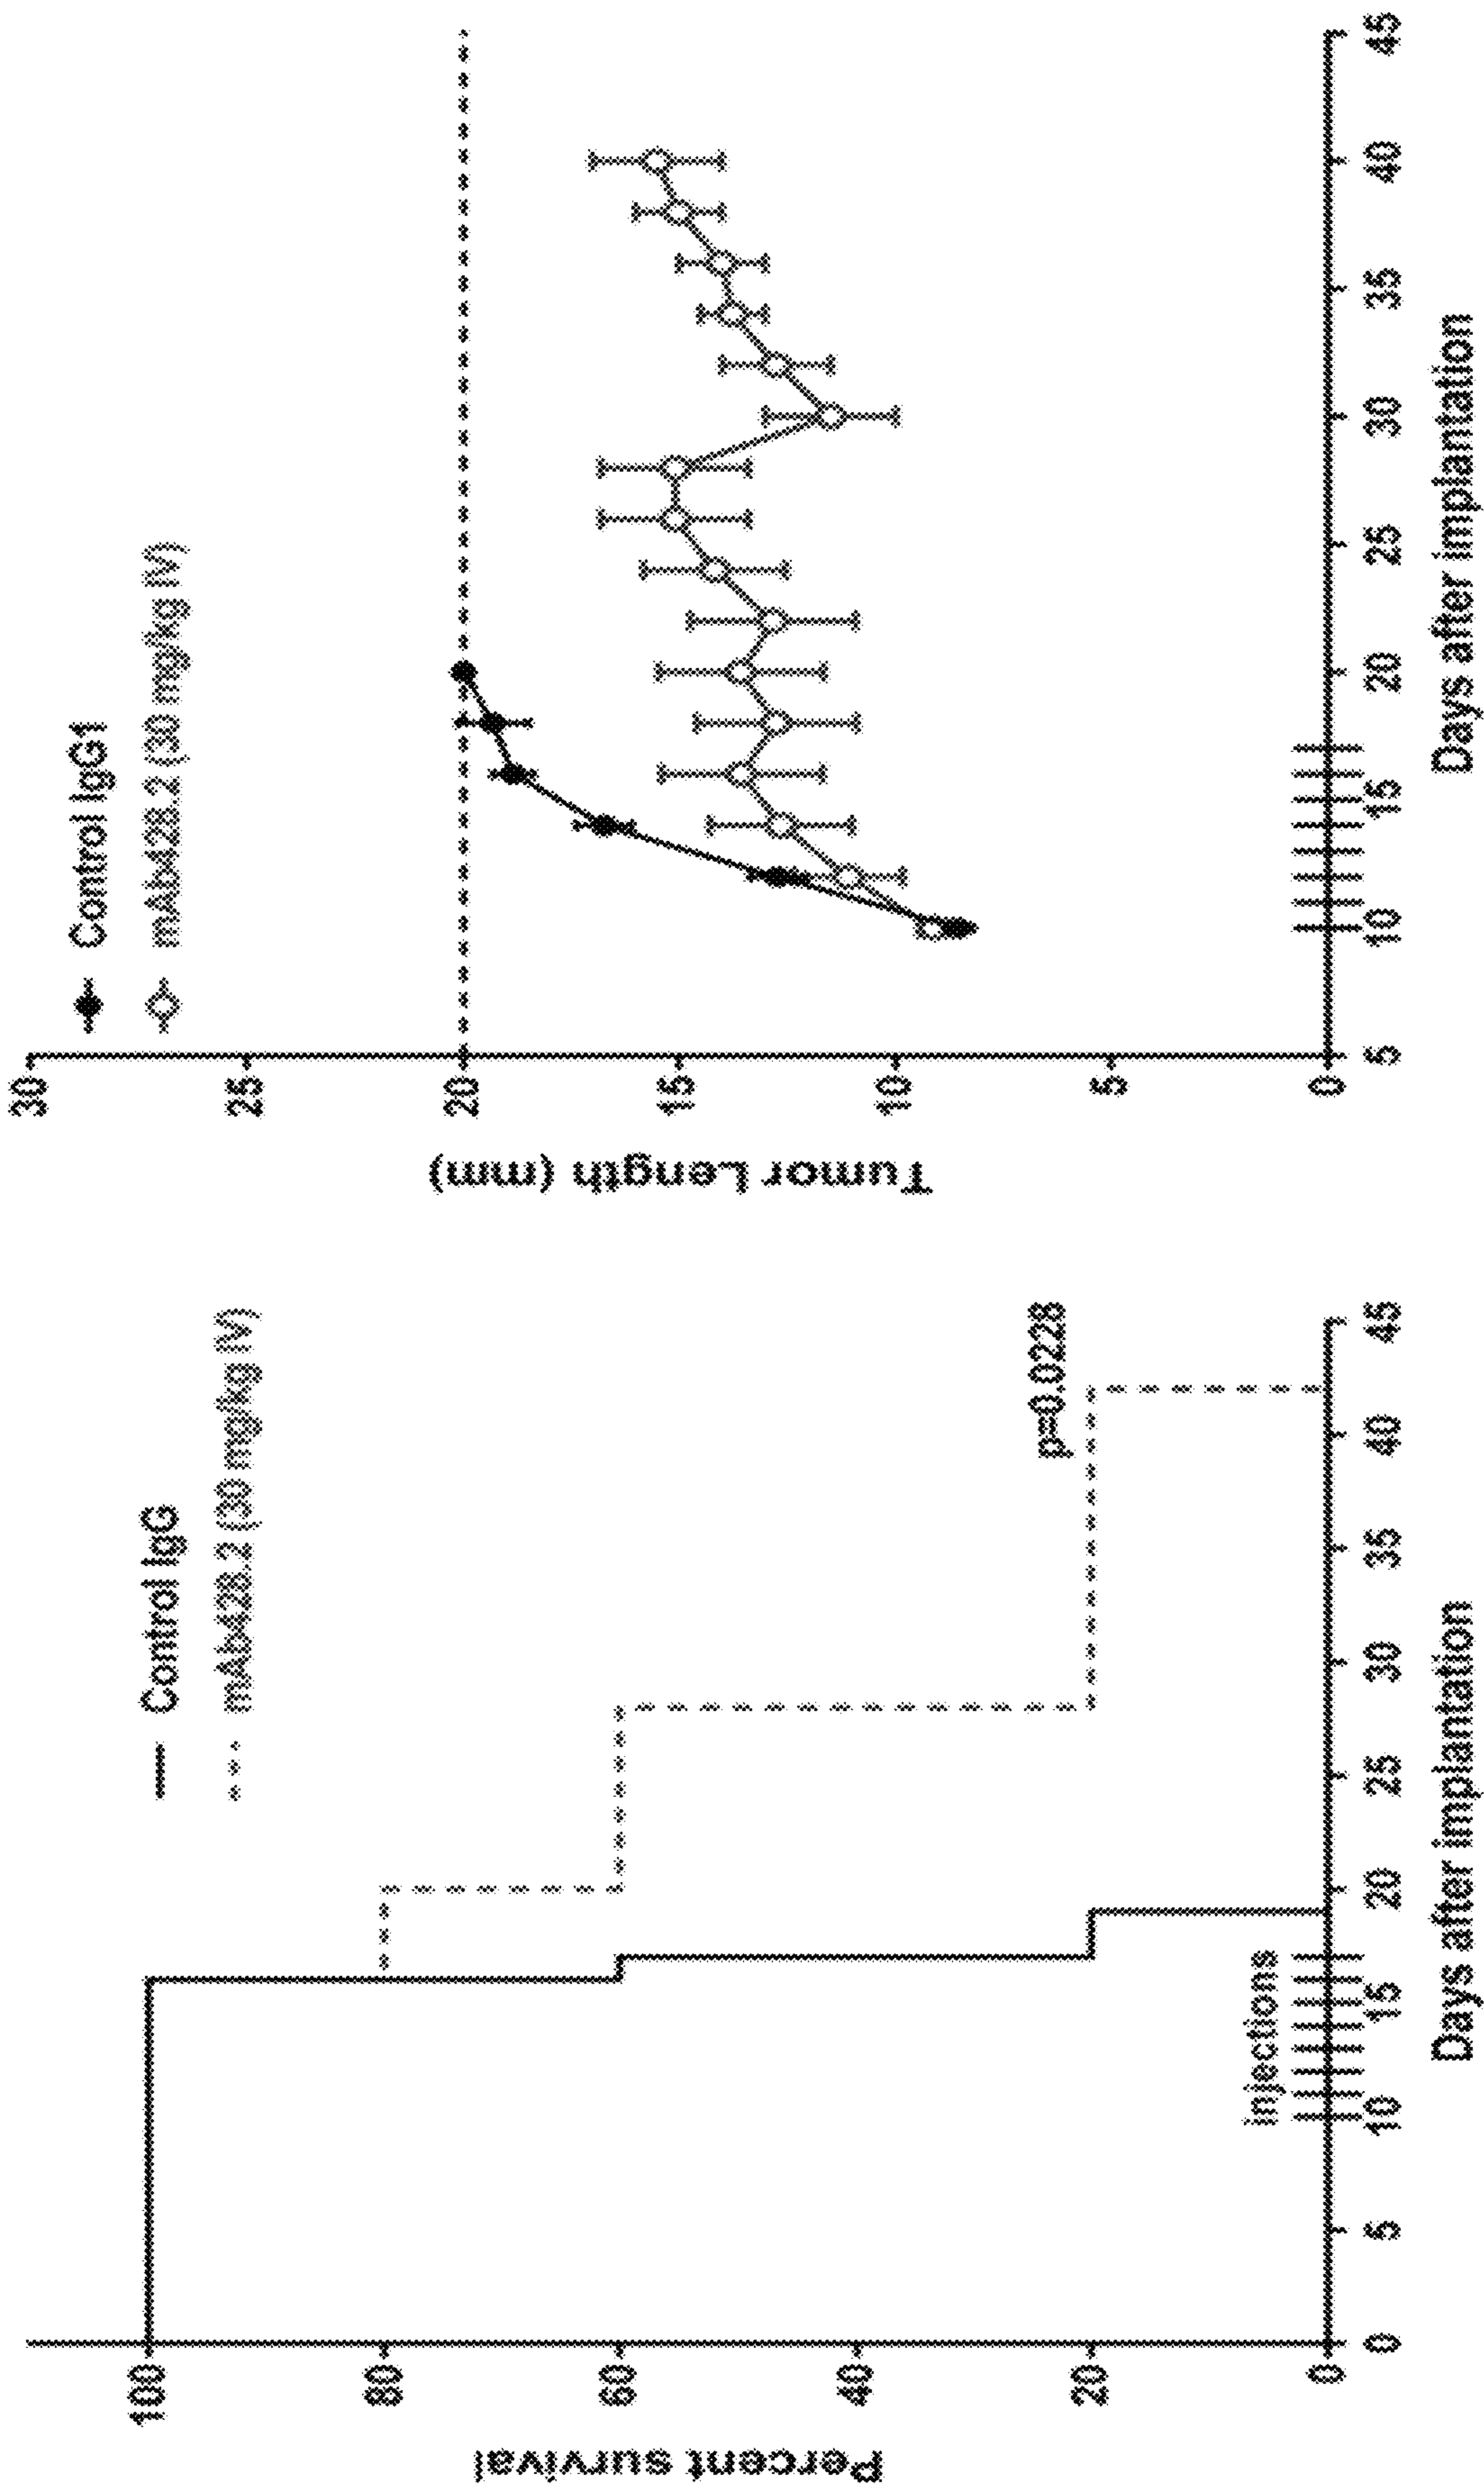 Percent survival
100
80
60
40
20
0
Control IgG
mAb428.2 (30 mg/kg IV)
p=0.0228
injections
0 5 10 15 20 25 30 35 40 45
Days after implantation
Tumor Length (mm)
30
25
20
15
10
5
0
Control IgG1
mAb428.2 (30 mg/kg IV)
5 10 15 20 25 30 35 40 45
Days after implantation